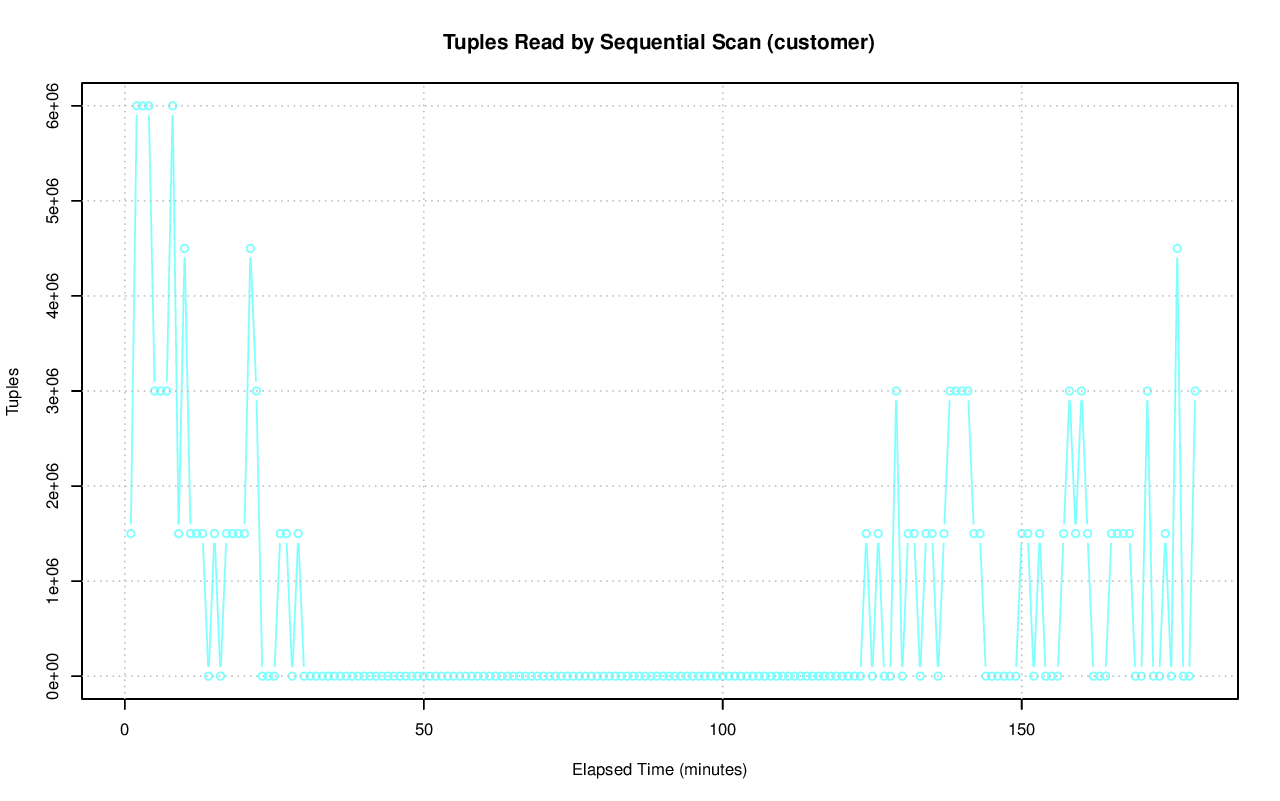 Tuples Read by Sequential Scan (customer)
6e+06
5e+06
4e+06
3e+06
2e+06
1e+06
0e+00
Tuples
0
50
100
150
Elapsed Time (minutes)